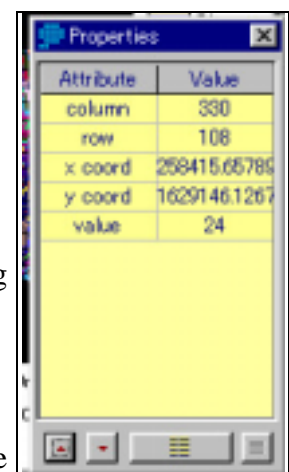 Properties
Attribute Value
column 330
row 108
x coord 258415.65789
y coord 1629146.1267
value 24
g
e